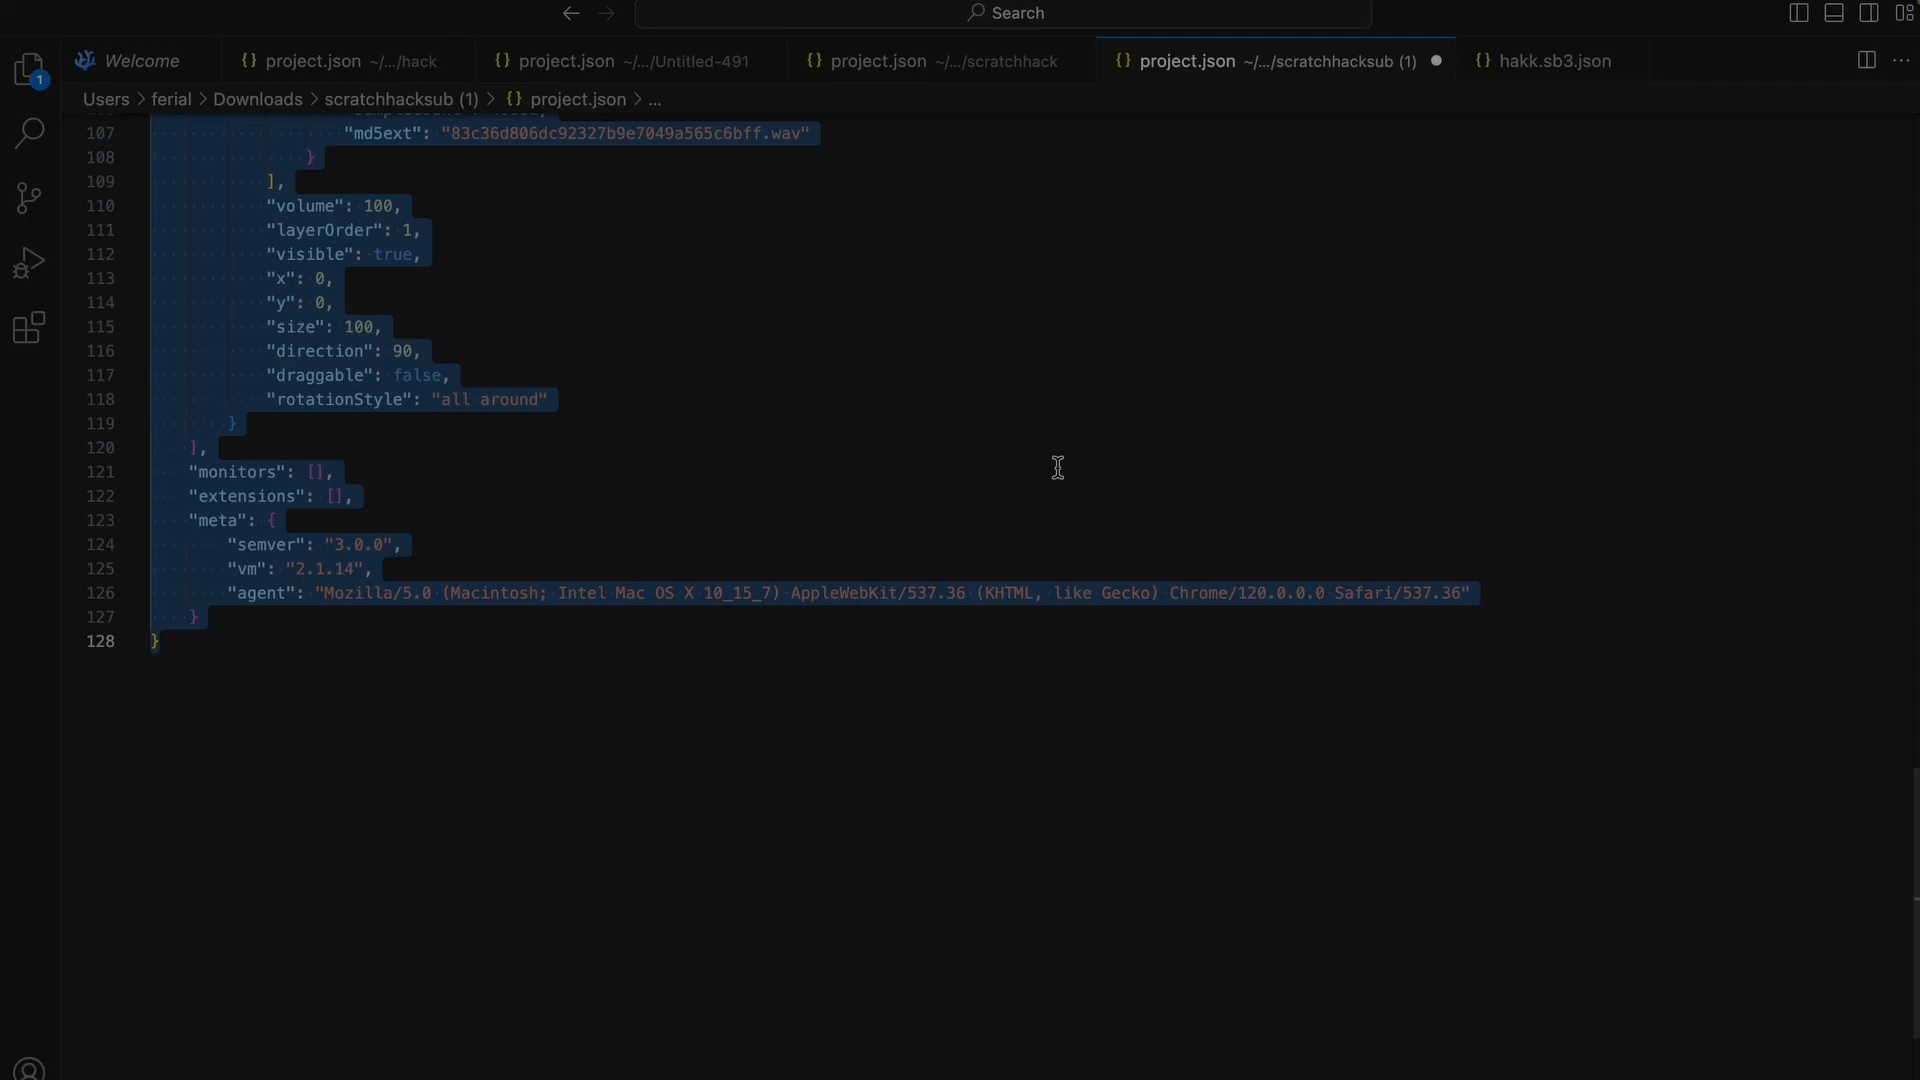 Search
Welcome
project.json ~/.../hack
project.json ~/.../Untitled-491
project.json ~/.../scratchhack
project.json ~/.../scratchhacksub (1)
hakk.sb3.json
1
Users > ferial > Downloads > scratchhacksub (1) > {} project.json > ...
107 "md5ext": "83c36d806dc92327b9e7049a565c6bff.wav"
108 }
109 ],
110 "volume": 100,
111 "layerOrder": 1,
112 "visible": true,
113 "x": 0,
114 "y": 0,
115 "size": 100,
116 "direction": 90,
117 "draggable": false,
118 "rotationStyle": "all around"
119 }
120 ],
121 "monitors": [],
122 "extensions": [],
123 "meta": {
124 "semver": "3.0.0",
125 "vm": "2.1.14",
126 "agent": "Mozilla/5.0 (Macintosh; Intel Mac OS X 10_15_7) AppleWebKit/537.36 (KHTML, like Gecko) Chrome/120.0.0.0 Safari/537.36"
127 }
128 }